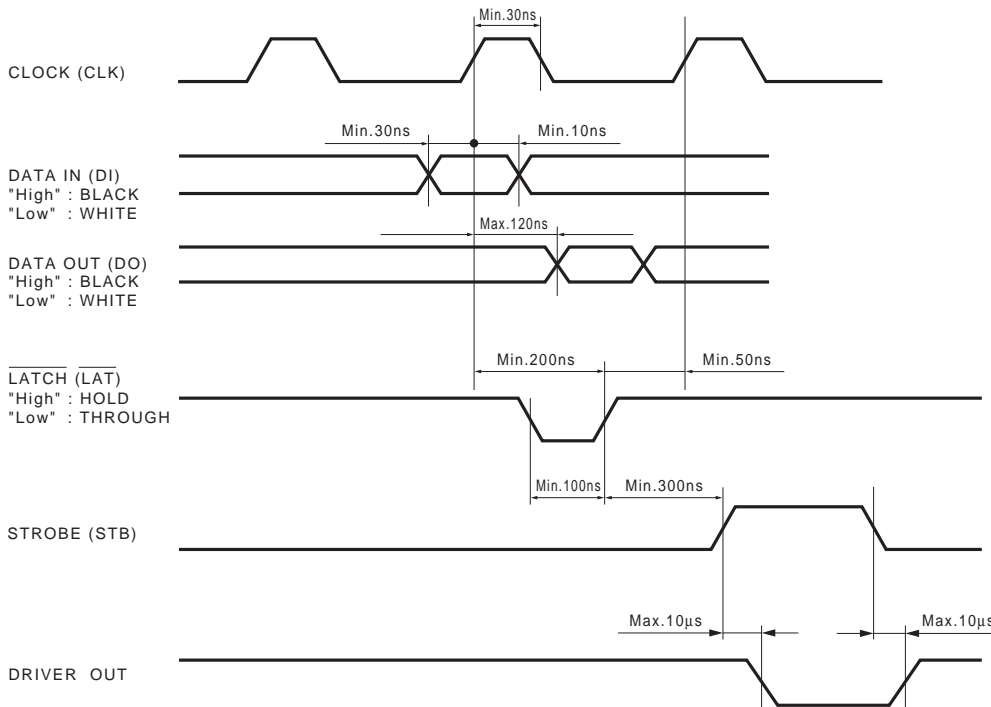 Min.30ns
CLOCK (CLK)
Min.30ns
Min.10ns
DATA IN (DI)
"High" : BLACK
"Low" : WHITE
Max.120ns
DATA OUT (DO)
"High" : BLACK
"Low" : WHITE
Min.200ns
Min.50ns
LATCH (LAT)
"High" : HOLD
"Low" : THROUGH
Min.100ns
Min.300ns
STROBE (STB)
Max.10µs
Max.10µs
DRIVER OUT